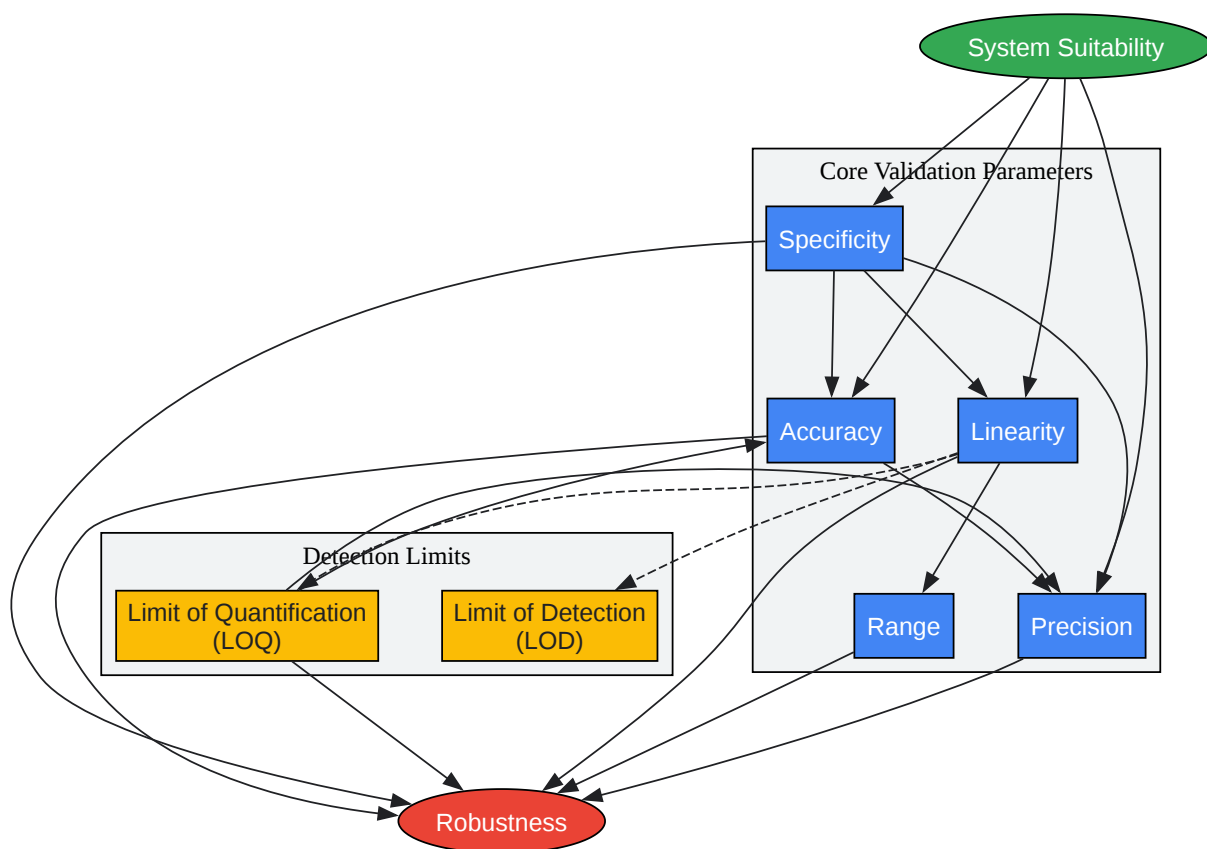 System Suitability
Core Validation Parameters
Specificity
Accuracy
Linearity
Detection Limits
Limit of Quantification
(LOQ)
Limit of Detection
(LOD)
Range
Precision
Robustness